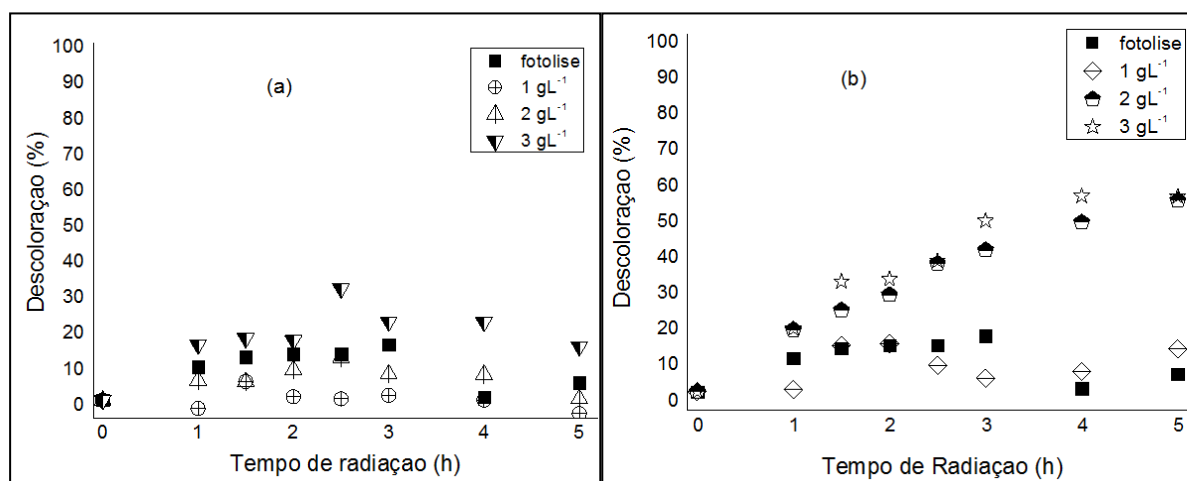 100
90
80
70
60
50
40
30
20
10
0
Descoloraçao (%)
(a)
fotolise
1 gL⁻¹
2 gL⁻¹
3 gL⁻¹
0 1 2 3 4 5
Tempo de radiaçao (h)
100
90
80
70
60
50
40
30
20
10
0
Descoloraçao (%)
(b)
fotolise
1 gL⁻¹
2 gL⁻¹
3 gL⁻¹
0 1 2 3 4 5
Tempo de Radiaçao (h)